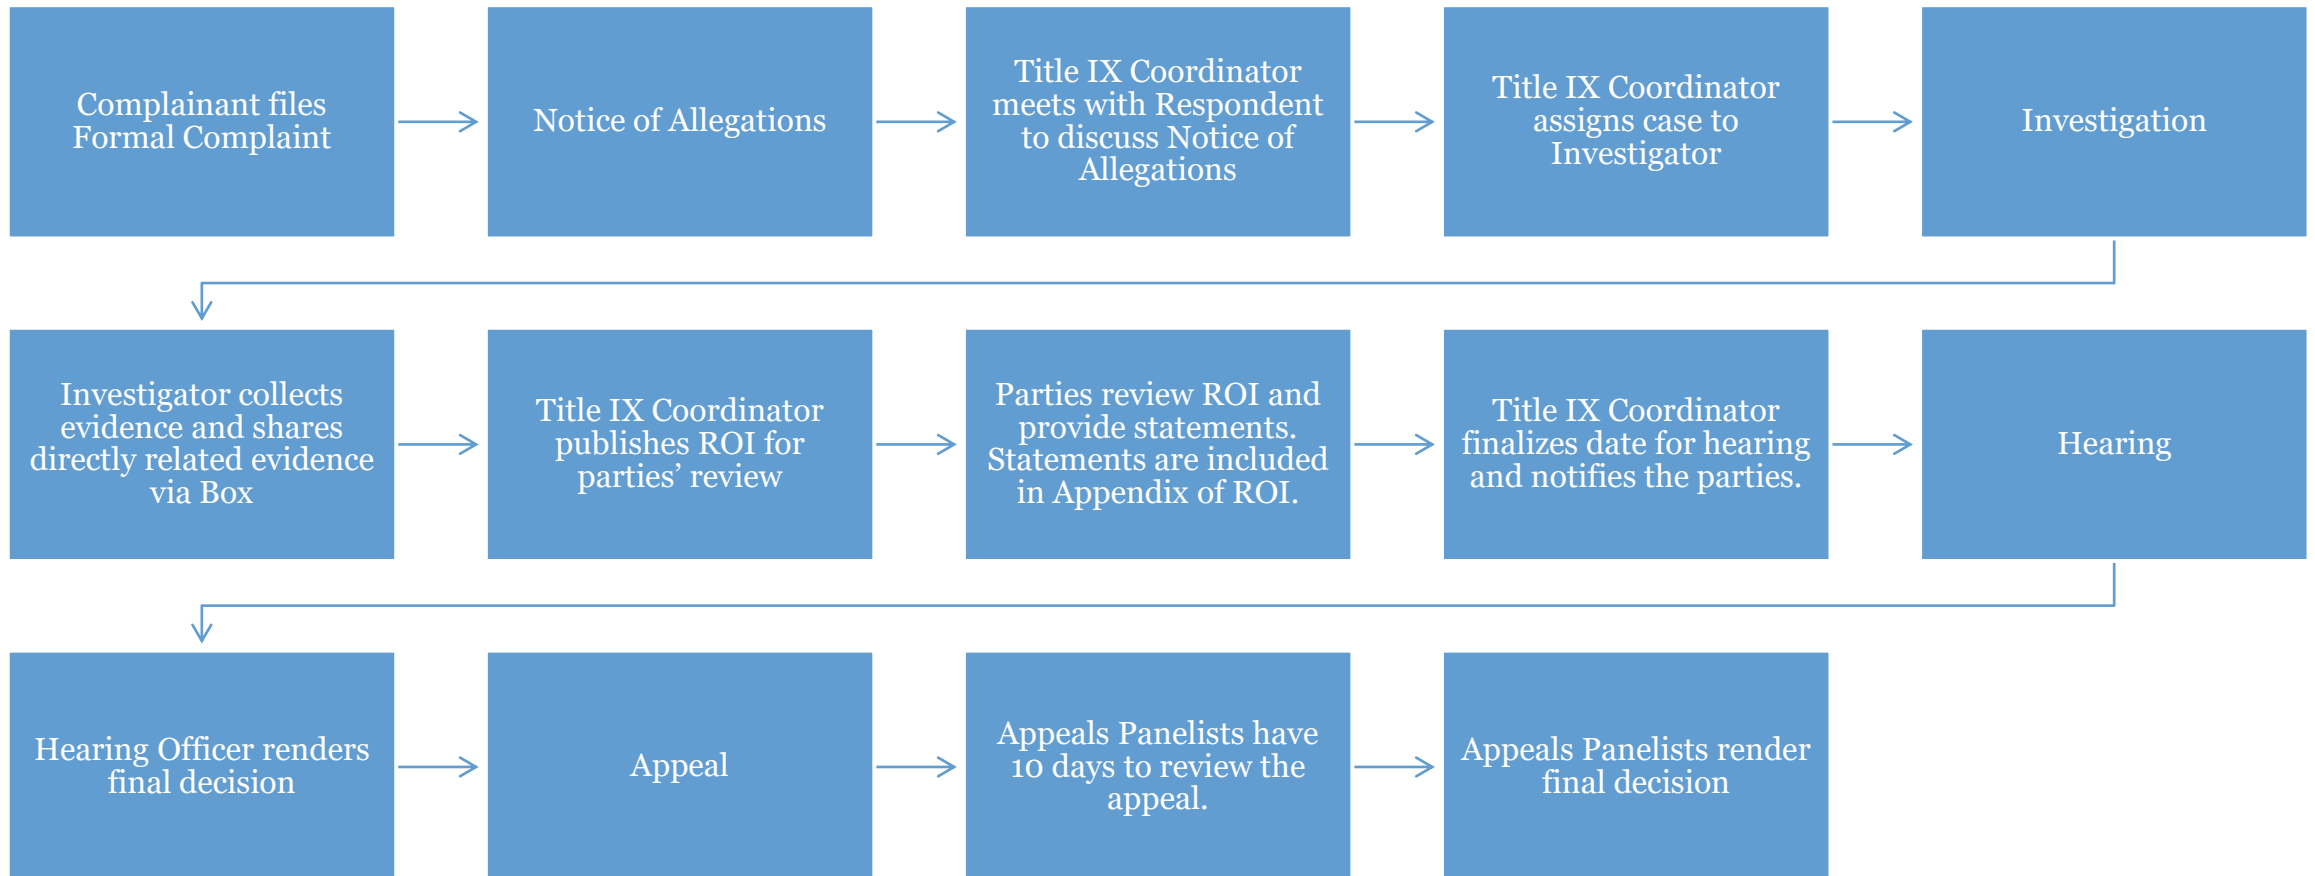 Complainant files
Formal Complaint
Notice of Allegations
Title IX Coordinator
meets with Respondent
to discuss Notice of
Allegations
Title IX Coordinator
assigns case to
Investigator
Investigation
Investigator collects
evidence and shares
directly related evidence
via Box
Title IX Coordinator
publishes ROI for
parties’ review
Parties review ROI and
provide statements.
Statements are included
in Appendix of ROI.
Title IX Coordinator
finalizes date for hearing
and notifies the parties.
Hearing
Hearing Officer renders
final decision
Appeal
Appeals Panelists have
10 days to review the
appeal.
Appeals Panelists render
final decision